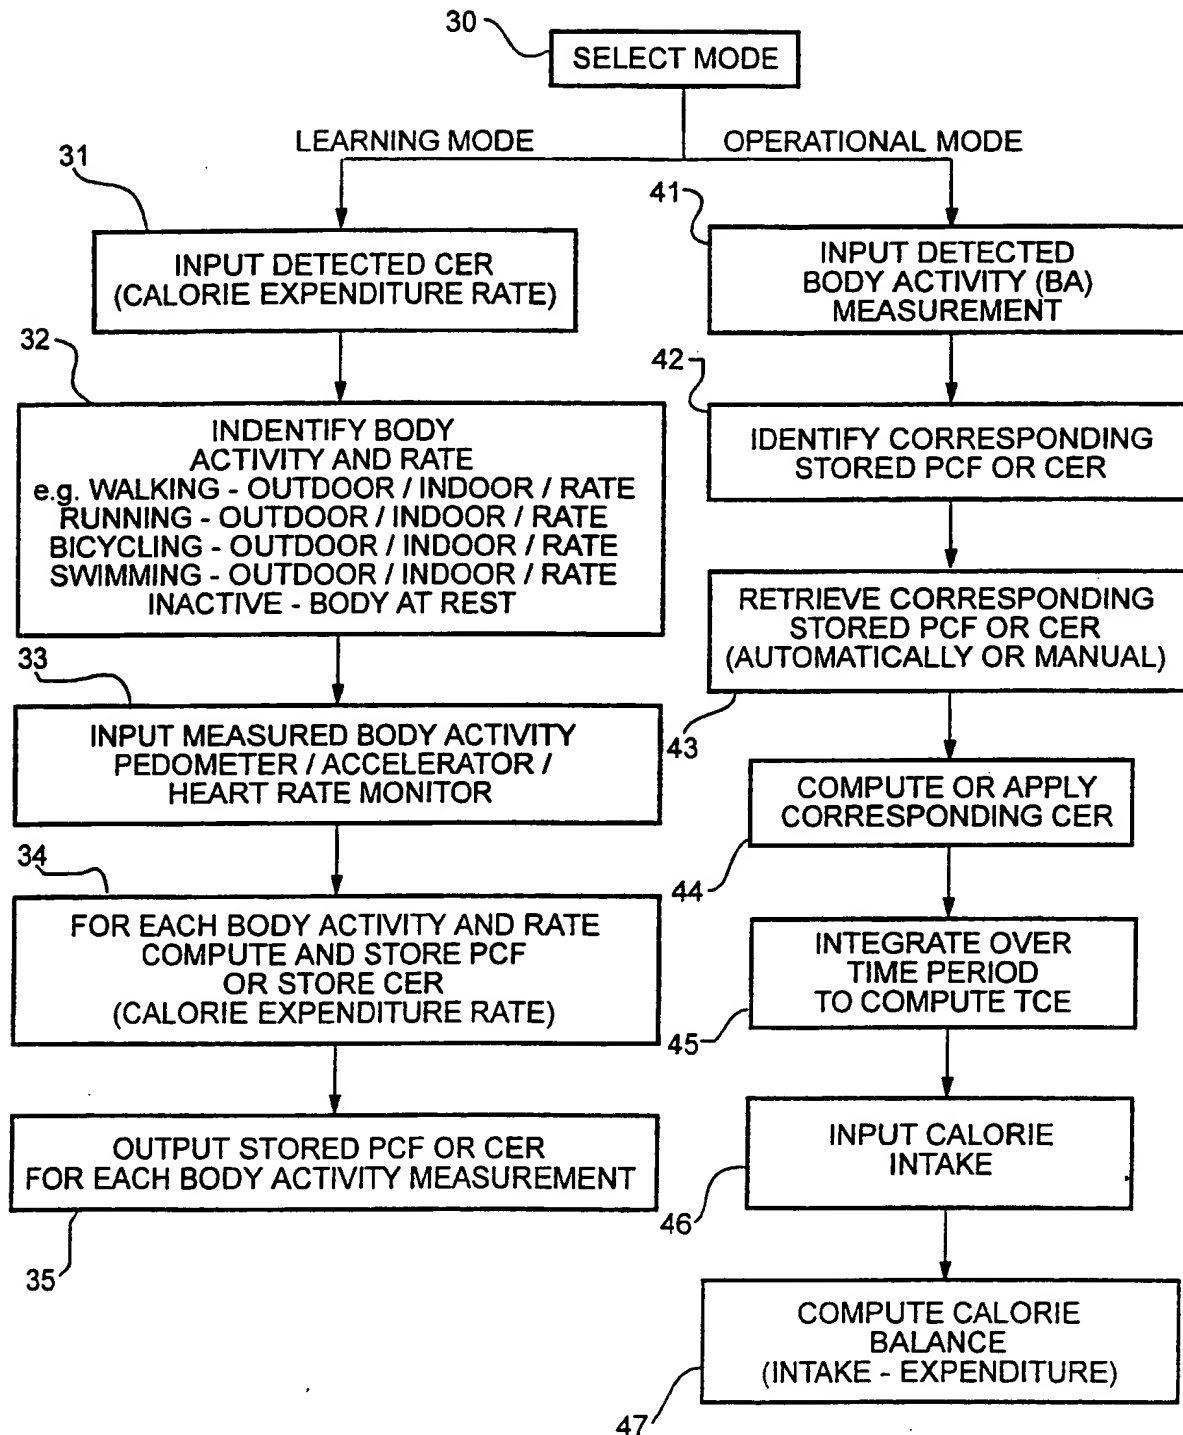 30
SELECT MODE
LEARNING MODE
OPERATIONAL MODE
31
INPUT DETECTED CER
(CALORIE EXPENDITURE RATE)
32
INDENTIFY BODY
ACTIVITY AND RATE
e.g. WALKING - OUTDOOR / INDOOR / RATE
RUNNING - OUTDOOR / INDOOR / RATE
BICYCLING - OUTDOOR / INDOOR / RATE
SWIMMING - OUTDOOR / INDOOR / RATE
INACTIVE - BODY AT REST
33
INPUT MEASURED BODY ACTIVITY
PEDOMETER / ACCELERATOR /
HEART RATE MONITOR
34
FOR EACH BODY ACTIVITY AND RATE
COMPUTE AND STORE PCF
OR STORE CER
(CALORIE EXPENDITURE RATE)
OUTPUT STORED PCF OR CER
FOR EACH BODY ACTIVITY MEASUREMENT
35
41
INPUT DETECTED
BODY ACTIVITY (BA)
MEASUREMENT
42
IDENTIFY CORRESPONDING
STORED PCF OR CER
RETRIEVE CORRESPONDING
STORED PCF OR CER
(AUTOMATICALLY OR MANUAL)
43
COMPUTE OR APPLY
CORRESPONDING CER
44
INTEGRATE OVER
TIME PERIOD
TO COMPUTE TCE
45
INPUT CALORIE
INTAKE
46
COMPUTE CALORIE
BALANCE
(INTAKE - EXPENDITURE)
47